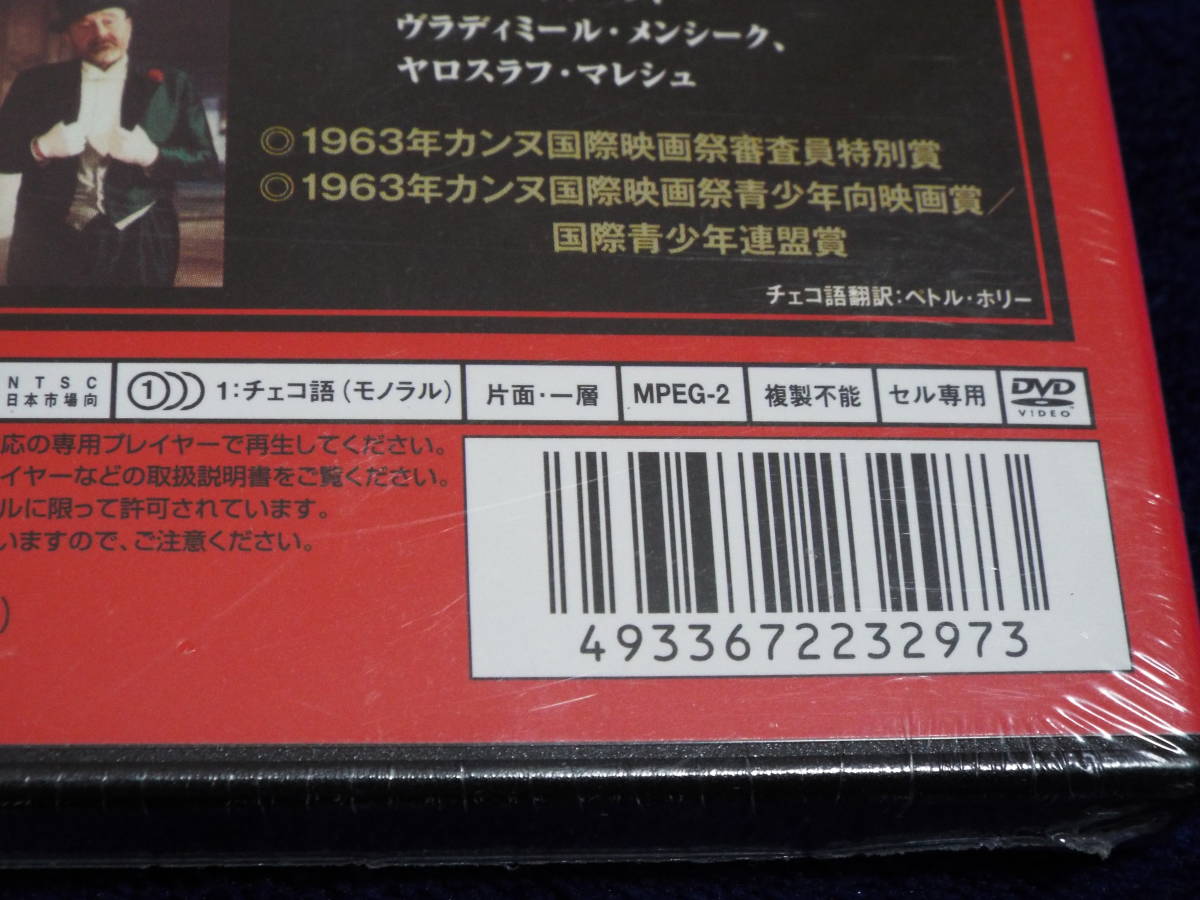 ヴラディミール・メンシーク、
ヤロスラフ・マレシュ
◎1963年カンヌ国際映画祭審査員特別賞
◎1963年カンヌ国際映画祭青少年向映画賞／
国際青少年連盟賞
チェコ語翻訳：ペトル・ホリー
NTSC
日本市場向
1))) 1：チェコ語（モノラル）
片面・一層
MPEG-2
複製不能
セル専用
DVD
VIDEO
応の専用プレイヤーで再生してください。
イヤーなどの取扱説明書をご覧ください。
ルに限って許可されています。
いますので、ご注意ください。
)
4933672232973